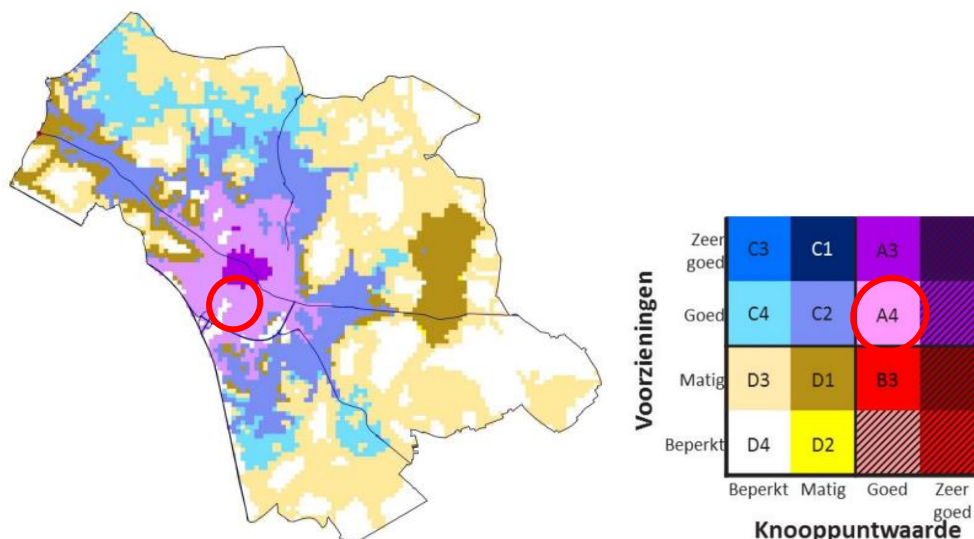 Voorzieningen
Zeer goed
C3 C1 A3
Goed
C4 C2 A4
Matig
D3 D1 B3
Beperkt
D4 D2
Beperkt Matig Goed Zeer goed
Knooppuntwaarde